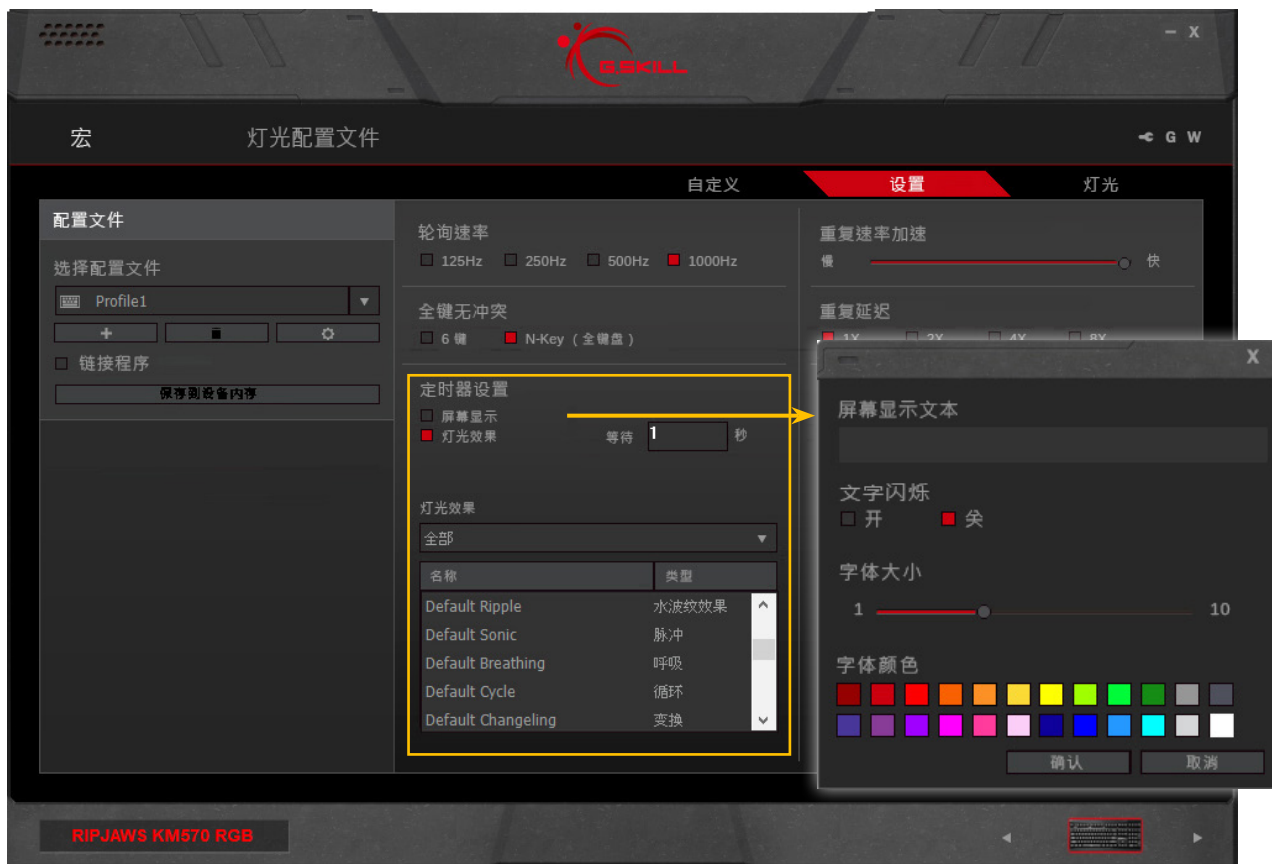 - X
G.SKILL
宏 灯光配置文件 G W
自定义 设置 灯光
配置文件
选择配置文件
Profile1
+
链接程序
保存到设备内存
轮询速率
125Hz 250Hz 500Hz 1000Hz
全键无冲突
6 键 N-Key ( 全键盘 )
定时器设置
屏幕显示
灯光效果 等待 1 秒
灯光效果
全部
名称 类型
Default Ripple 水波纹效果
Default Sonic 脉冲
Default Breathing 呼吸
Default Cycle 循环
Default Changeling 变换
重复速率加速
慢 快
重复延迟
1X 2X 4X 8X
X
屏幕显示文本
文字闪烁
开 关
字体大小
1 10
字体颜色
确认 取消
RIPJAWS KM570 RGB